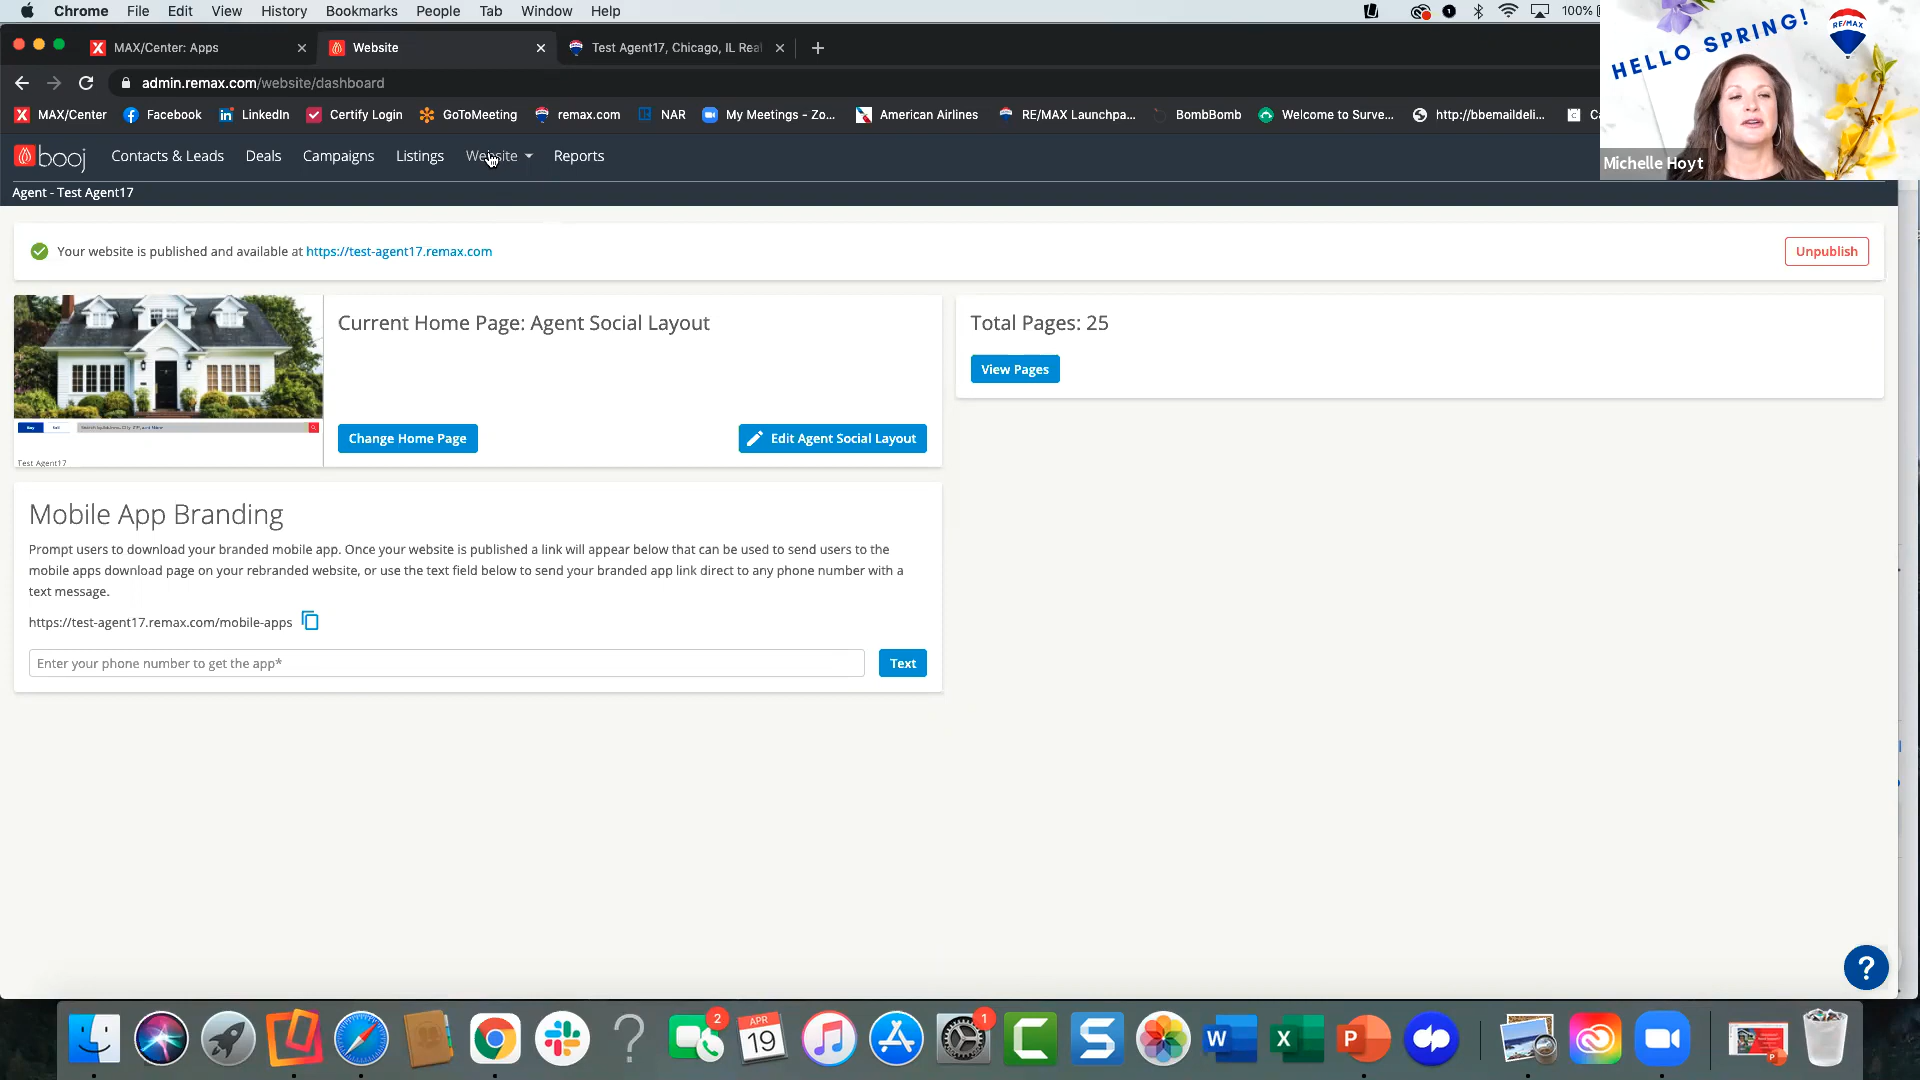 Chrome File Edit View History Bookmarks People Tab Window Help
100%
MAX/Center: Apps
Website
Test Agent17, Chicago, IL Rea
admin.remax.com/website/dashboard
MAX/Center Facebook LinkedIn Certify Login GoToMeeting remax.com NAR My Meetings - Zo... American Airlines RE/MAX Launchpa... BombBomb Welcome to Surve... http://bbemaildeli...
HELLO SPRING!
RE/MAX
Michelle Hoyt
booj Contacts & Leads Deals Campaigns Listings Website Reports
Agent - Test Agent17
Your website is published and available at https://test-agent17.remax.com
Unpublish
Current Home Page: Agent Social Layout
Change Home Page
Edit Agent Social Layout
Test Agent17
Total Pages: 25
View Pages
Mobile App Branding
Prompt users to download your branded mobile app. Once your website is published a link will appear below that can be used to send users to the
mobile apps download page on your rebranded website, or use the text field below to send your branded app link direct to any phone number with a
text message.
https://test-agent17.remax.com/mobile-apps
Enter your phone number to get the app*
Text
?
2
APR
19
1